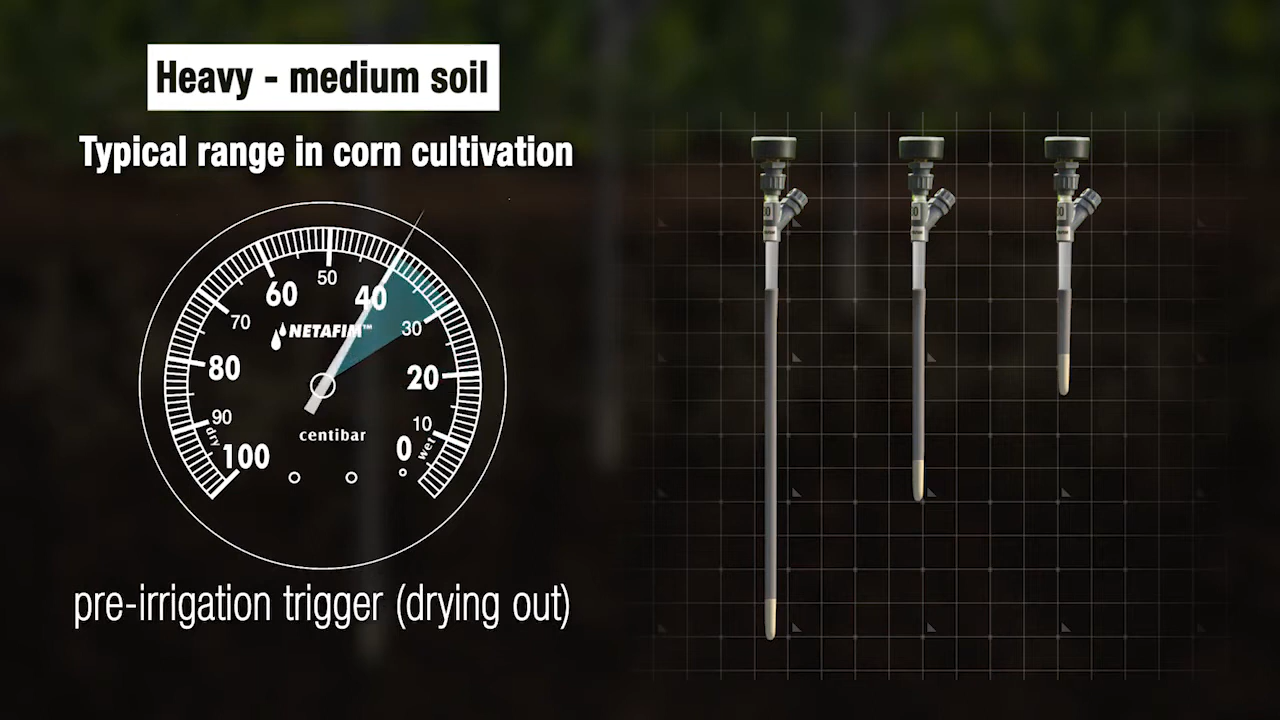 Heavy - medium soil
Typical range in corn cultivation
50
60
40
70
NETAFIM™
30
80
20
90
10
centibar
dry
wet
100
0
pre-irrigation trigger (drying out)